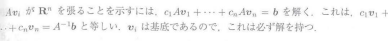 Av_i が R^n を張ることを示すには、c_1Av_1 + ··· + c_nAv_n = b を解く、これは、c_1v_1 +
··+c_nv_n = A^{-1}b と等しい、v_i は基底であるので、これは必ず解を持つ.